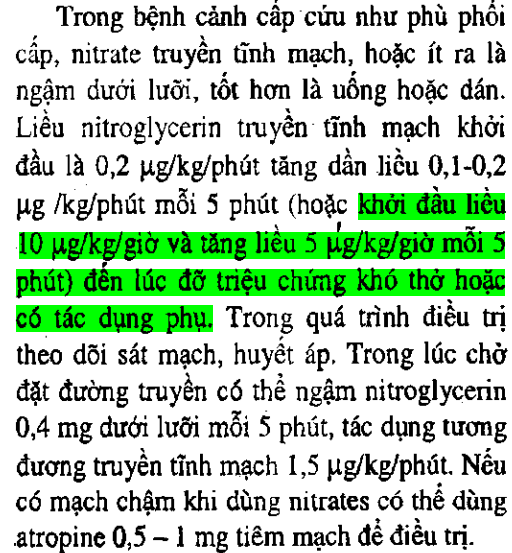 Trong bệnh cảnh cấp cứu như phù phổi
cấp, nitrate truyền tĩnh mạch, hoặc ít ra là
ngậm dưới lưỡi, tốt hơn là uống hoặc dán.
Liều nitroglycerin truyền tĩnh mạch khởi
đầu là 0,2 µg/kg/phút tăng dần liều 0,1-0,2
µg /kg/phút mỗi 5 phút (hoặc khởi đầu liều
10 µg/kg/giờ và tăng liều 5 µg/kg/giờ mỗi 5
phút) đến lúc đỡ triệu chứng khó thở hoặc
có tác dụng phụ. Trong quá trình điều trị
theo dõi sát mạch, huyết áp. Trong lúc chờ
đặt đường truyền có thể ngậm nitroglycerin
0,4 mg dưới lưỡi mỗi 5 phút, tác dụng tương
đương truyền tĩnh mạch 1,5 µg/kg/phút. Nếu
có mạch chậm khi dùng nitrates có thể dùng
atropine 0,5 – 1 mg tiêm mạch để điều trị.